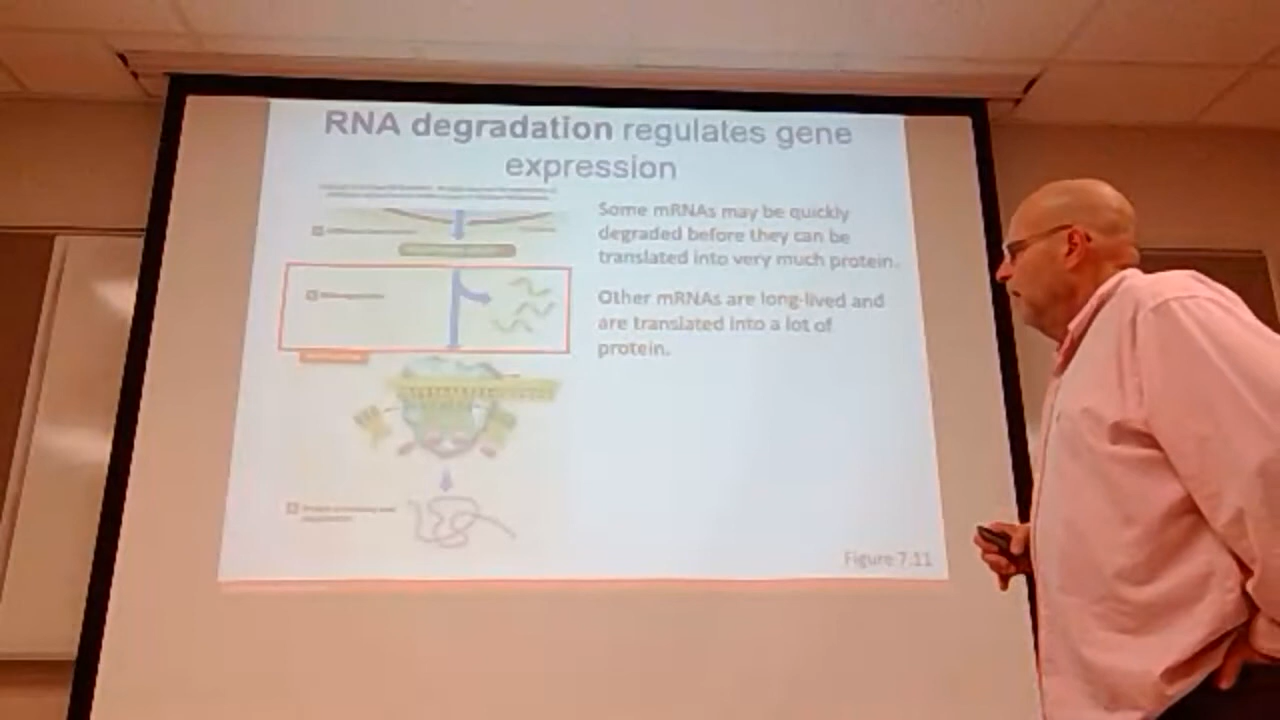 RNA degradation regulates gene
expression
Some mRNAs may be quickly
degraded before they can be
translated into very much protein.
Other mRNAs are long-lived and
are translated into a lot of
protein.
Figure 7.11